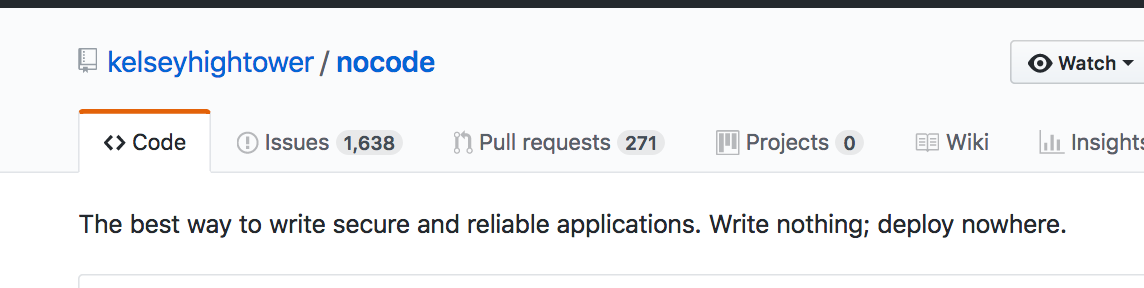 kelseyhightower / nocode
Watch
Code Issues 1,638 Pull requests 271 Projects 0 Wiki Insights
The best way to write secure and reliable applications. Write nothing; deploy nowhere.